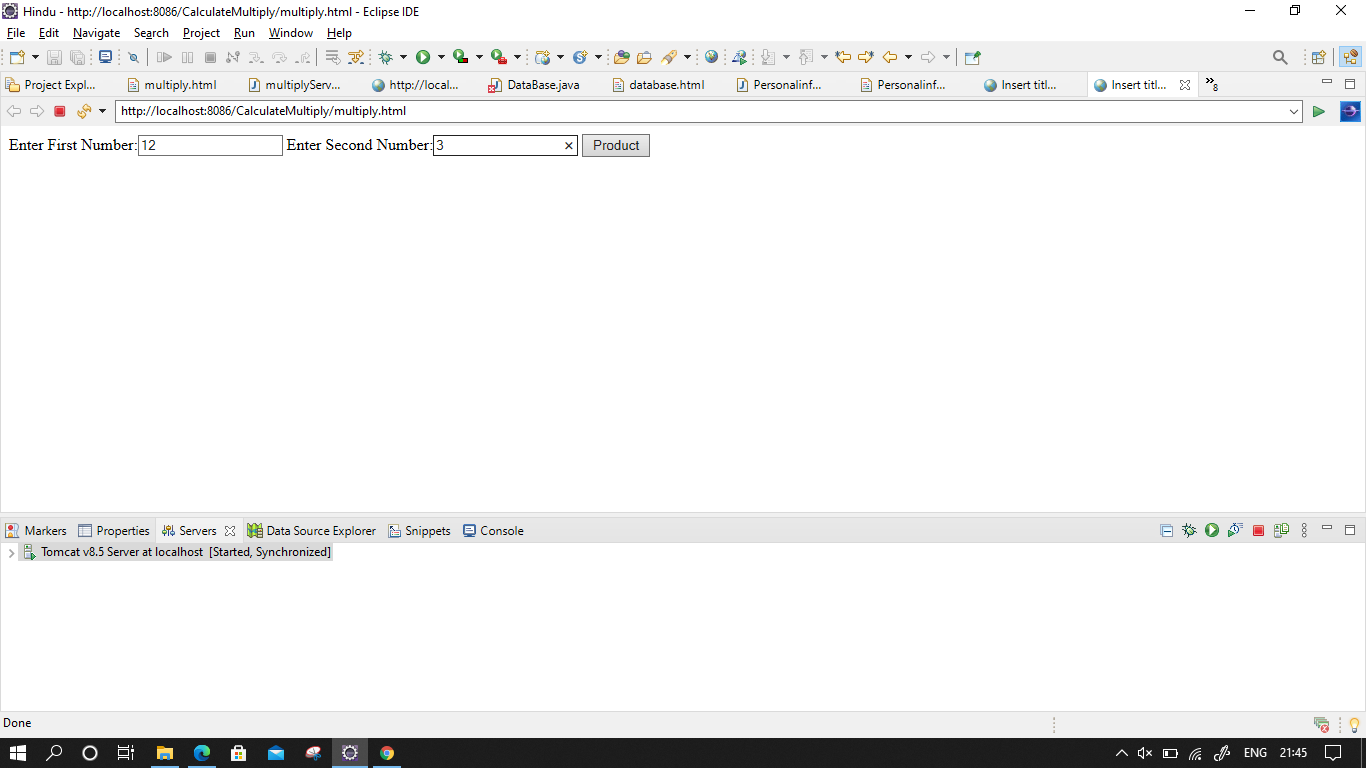 Hindu - http://localhost:8086/CalculateMultiply/multiply.html - Eclipse IDE
File Edit Navigate Search Project Run Window Help
Project Expl... multiply.html multiplyServ... http://local... DataBase.java database.html Personalinf... Personalinf... Insert titl... Insert titl... »8
http://localhost:8086/CalculateMultiply/multiply.html
Enter First Number: 12 Enter Second Number: 3 Product
Markers Properties Servers Data Source Explorer Snippets Console
Tomcat v8.5 Server at localhost [Started, Synchronized]
Done
ENG 21:45